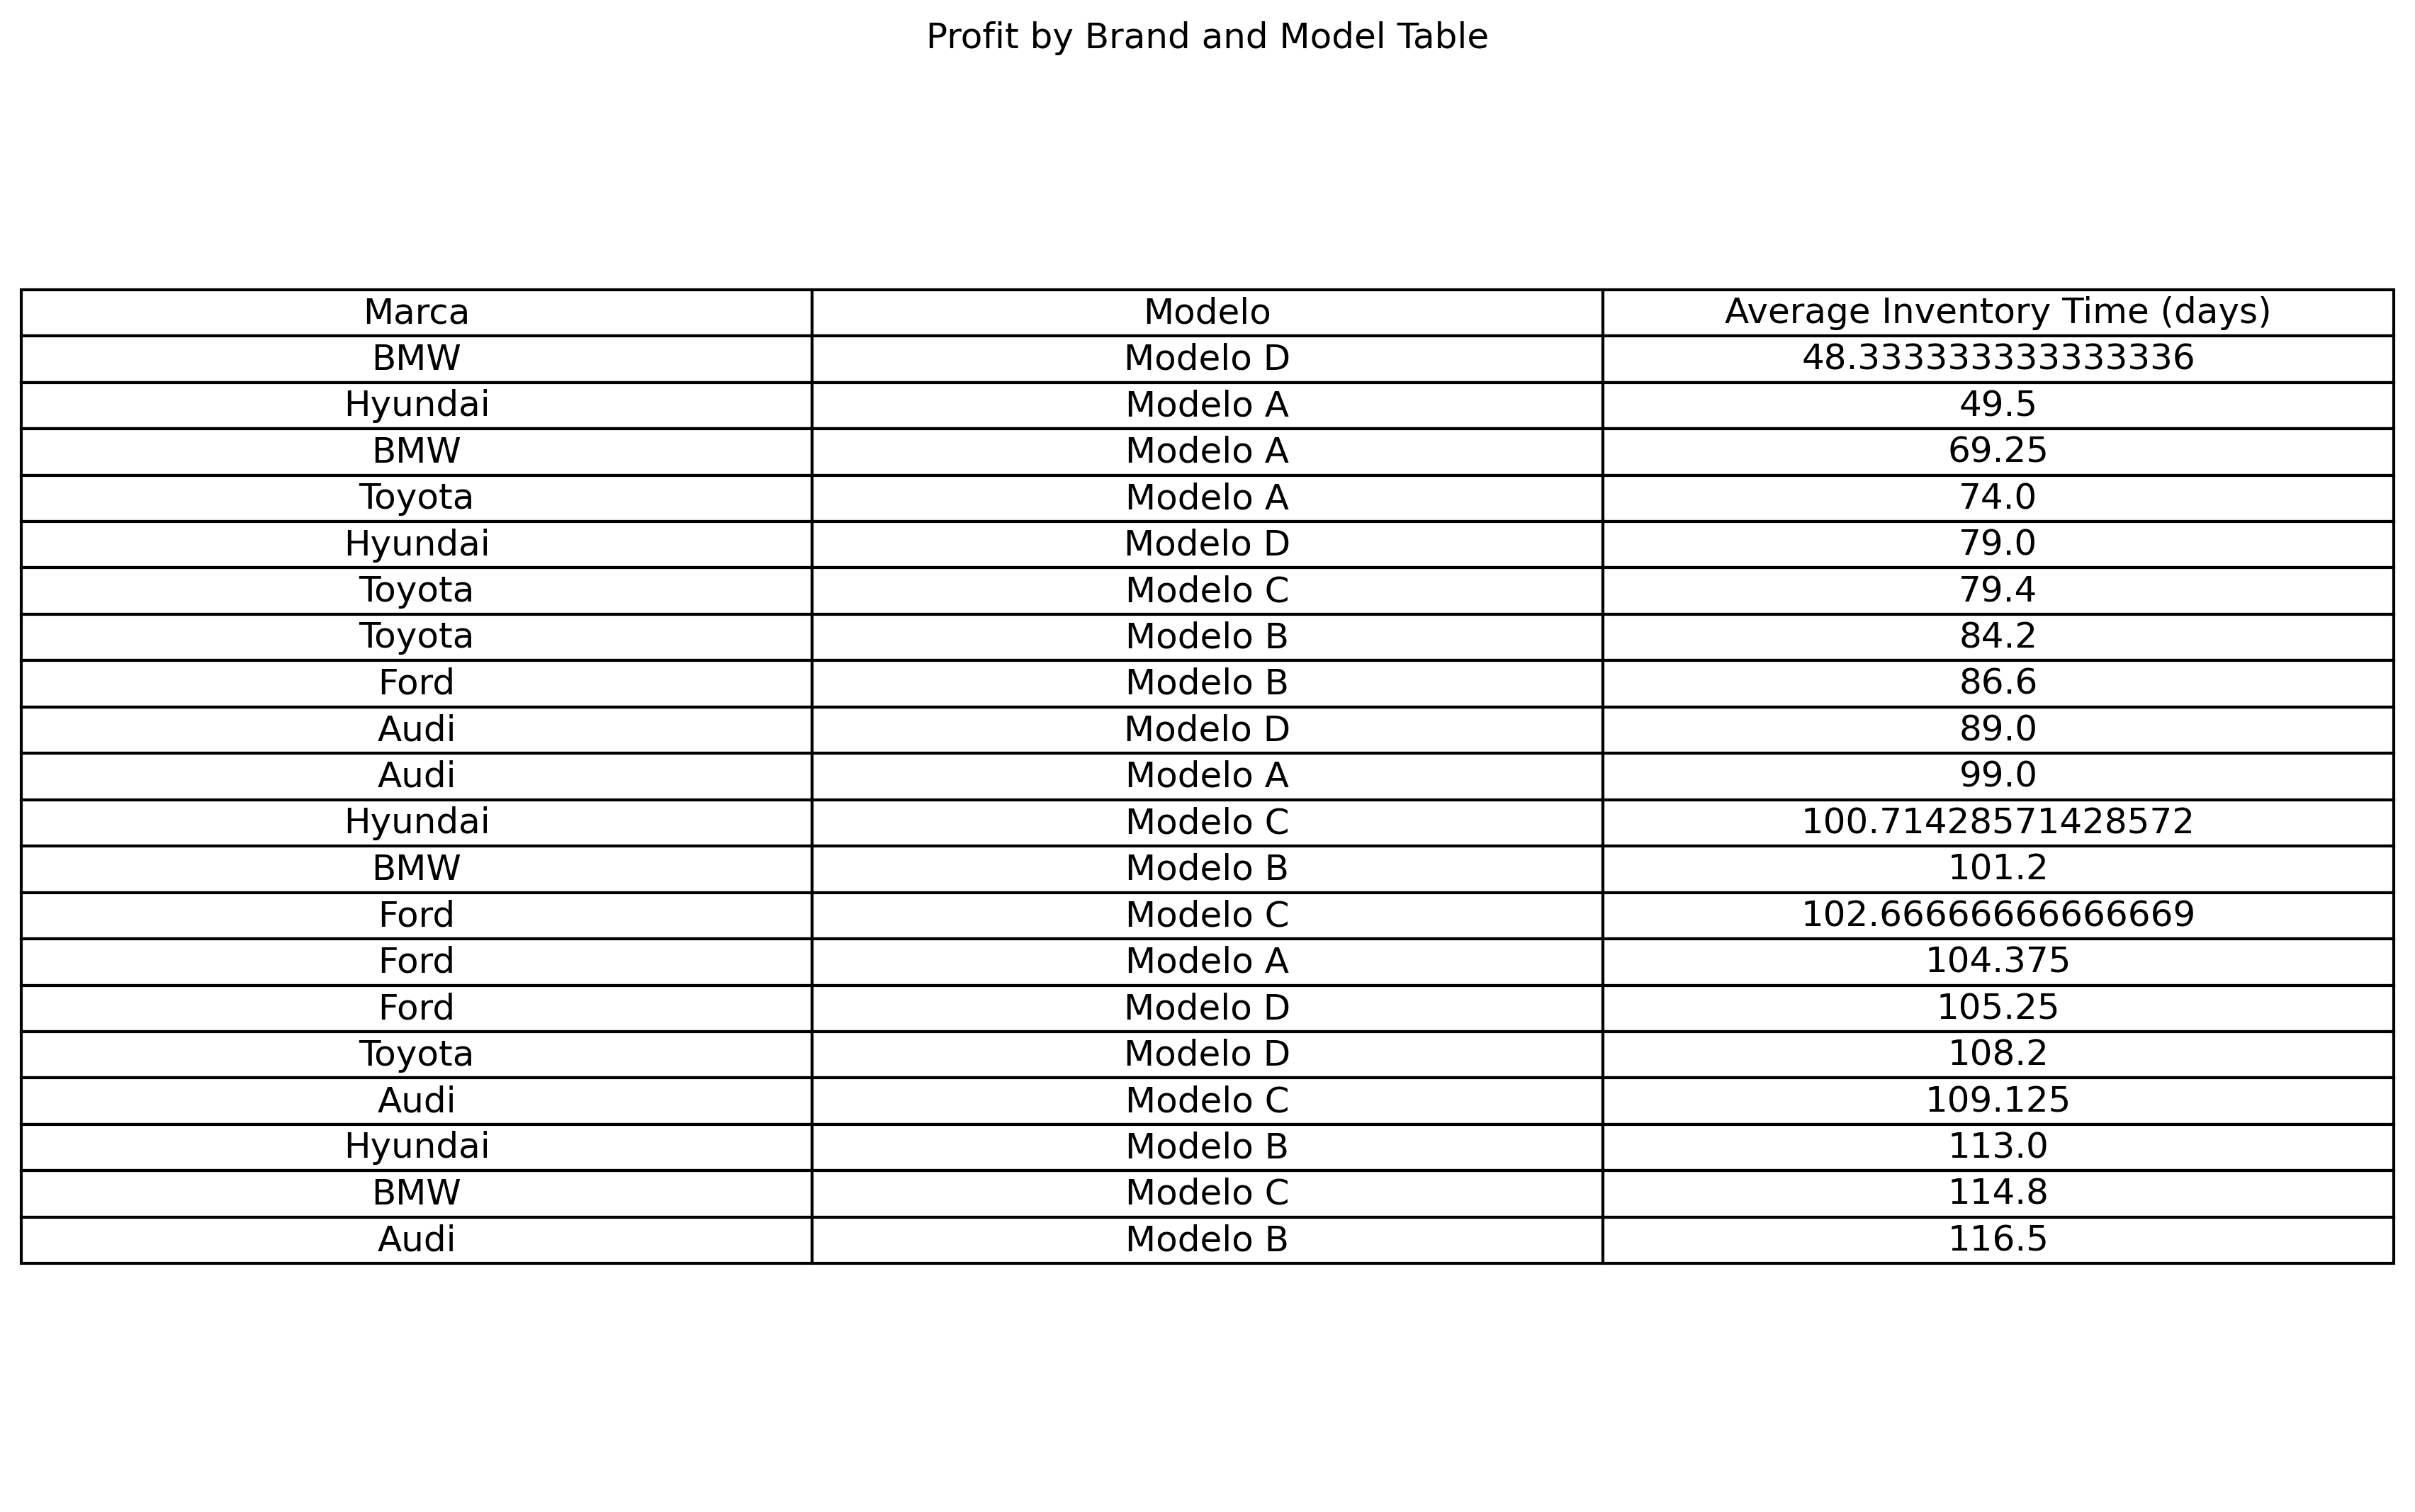 Profit by Brand and Model Table
Marca Modelo Average Inventory Time (days)
BMW Modelo D 48.333333333333336
Hyundai Modelo A 49.5
BMW Modelo A 69.25
Toyota Modelo A 74.0
Hyundai Modelo D 79.0
Toyota Modelo C 79.4
Toyota Modelo B 84.2
Ford Modelo B 86.6
Audi Modelo D 89.0
Audi Modelo A 99.0
Hyundai Modelo C 100.71428571428572
BMW Modelo B 101.2
Ford Modelo C 102.66666666666669
Ford Modelo A 104.375
Ford Modelo D 105.25
Toyota Modelo D 108.2
Audi Modelo C 109.125
Hyundai Modelo B 113.0
BMW Modelo C 114.8
Audi Modelo B 116.5